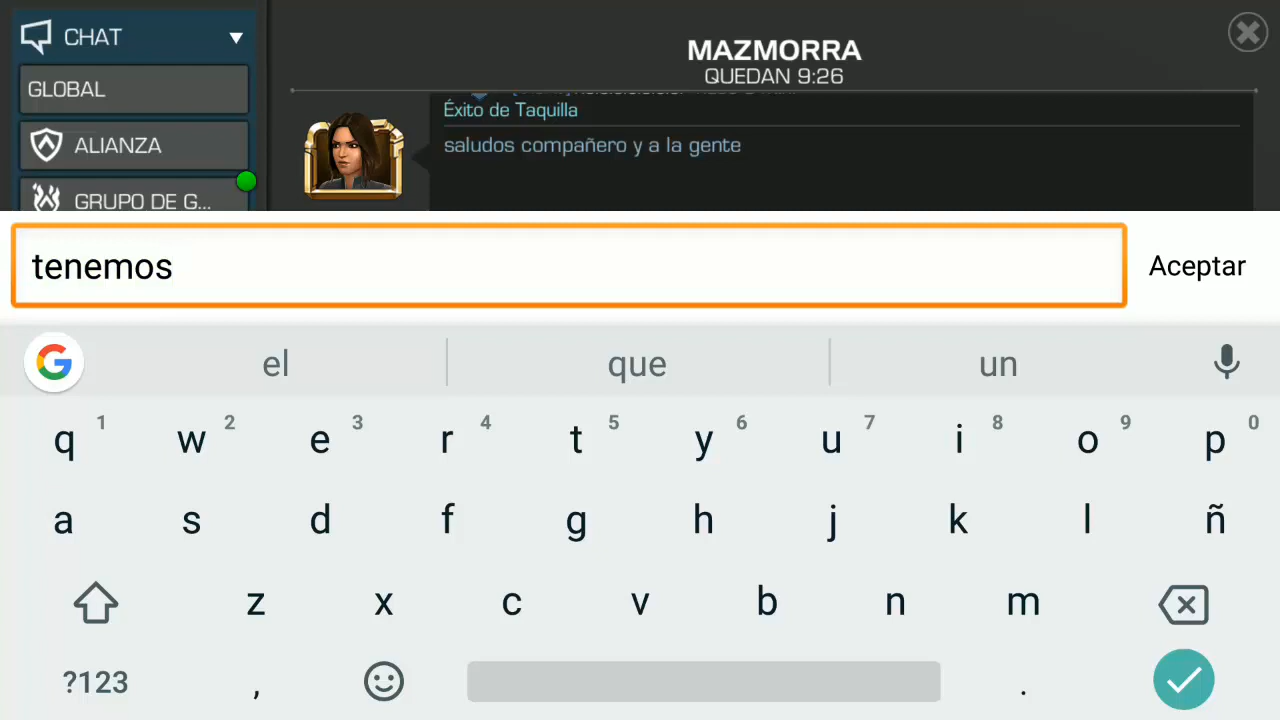 CHAT
GLOBAL
ALIANZA
GRUPO DE G...
MAZMORRA
QUEDAN 9:26
Éxito de Taquilla
saludos compañero y a la gente
tenemos
Aceptar
el que un
q 1 w 2 e 3 r 4 t 5 y 6 u 7 i 8 o 9 p 0
a s d f g h j k l ñ
z x c v b n m
?123 , .